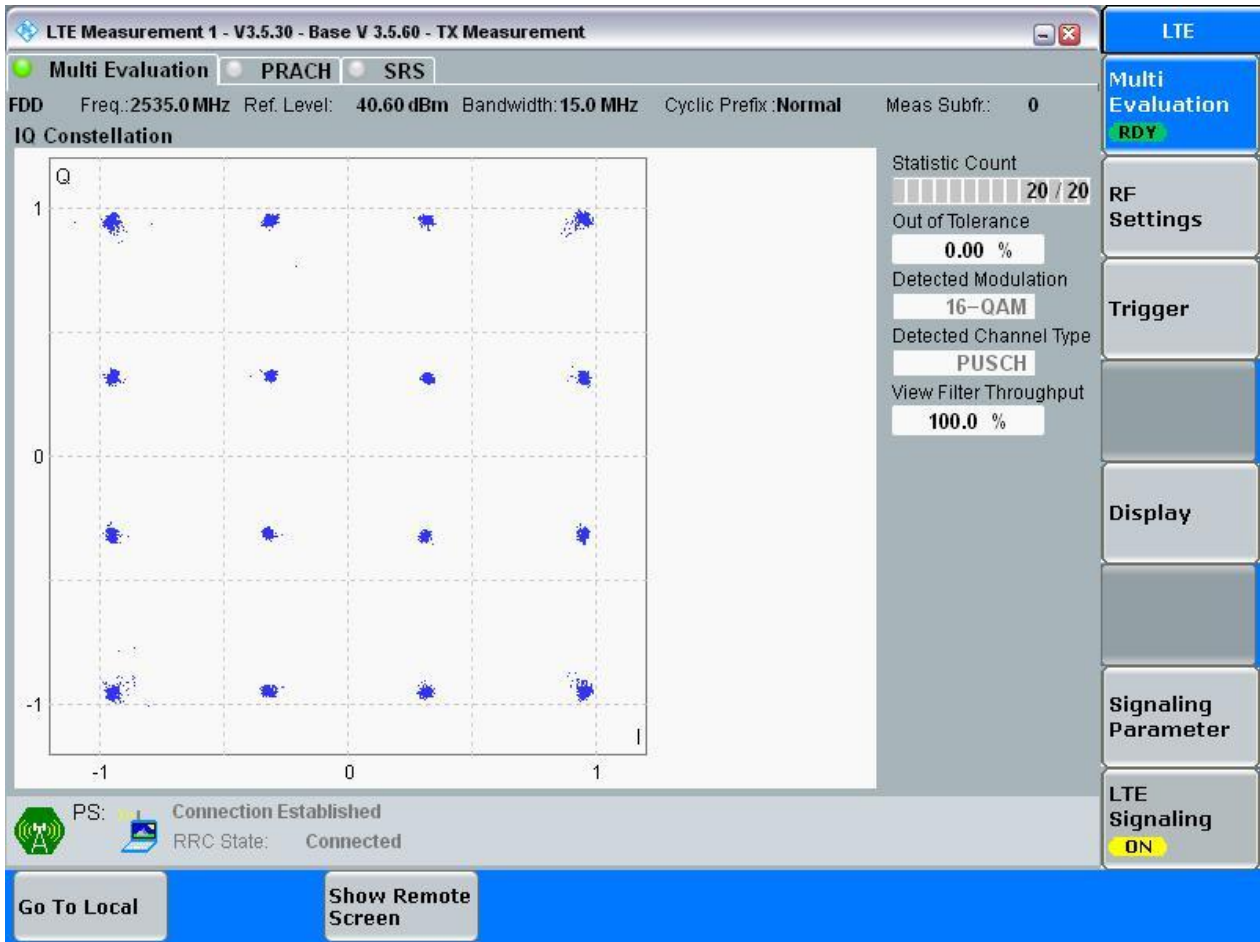 LTE Measurement 1 - V3.5.30 - Base V 3.5.60 - TX Measurement
LTE
Multi Evaluation PRACH SRS
FDD Freq.:2535.0 MHz Ref. Level: 40.60 dBm Bandwidth:15.0 MHz Cyclic Prefix :Normal Meas Subfr.: 0
IQ Constellation
Q
1
0
-1
-1 0 1
I
Statistic Count
20 / 20
Out of Tolerance
0.00 %
Detected Modulation
16-QAM
Detected Channel Type
PUSCH
View Filter Throughput
100.0 %
Multi
Evaluation
RDY
RF
Settings
Trigger
Display
Signaling
Parameter
LTE
Signaling
ON
PS: Connection Established
RRC State: Connected
Go To Local
Show Remote
Screen